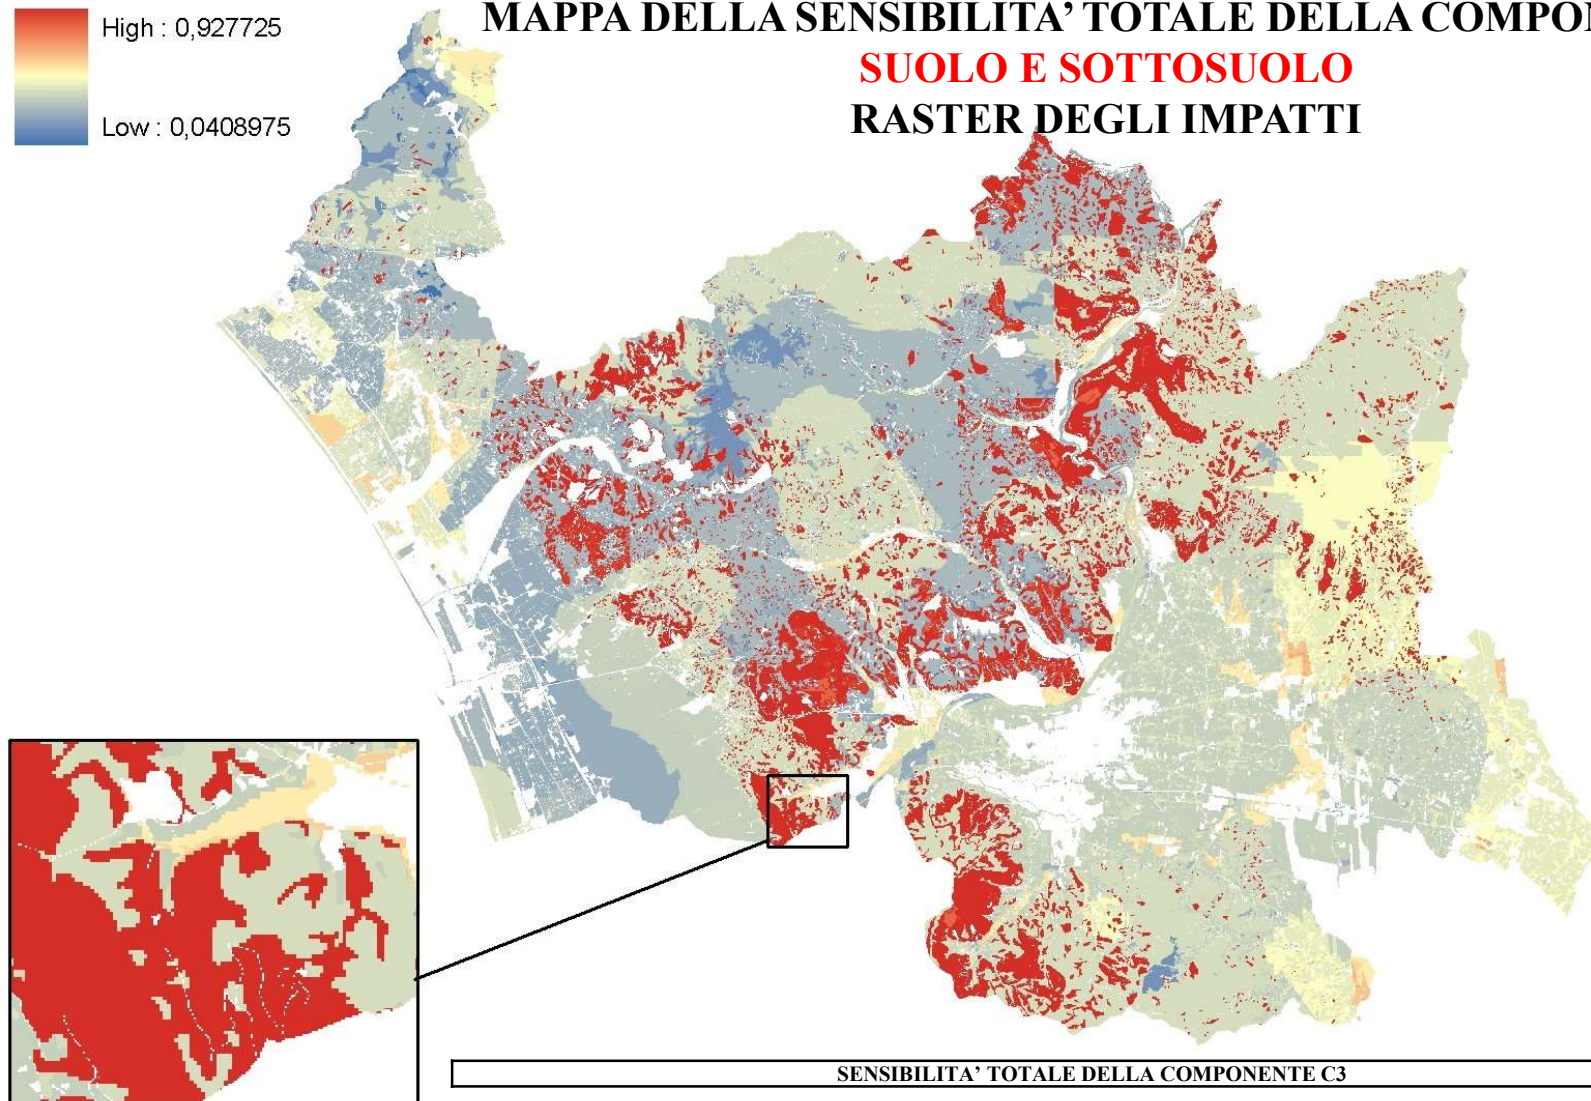 High : 0,927725
Low : 0,0408975
MAPPA DELLA SENSIBILITA’ TOTALE DELLA
SUOLO E SOTTOSUOLO
RASTER DEGLI IMPATTI
SENSIBILITA’ TOTALE DELLA COMPONENTE C3